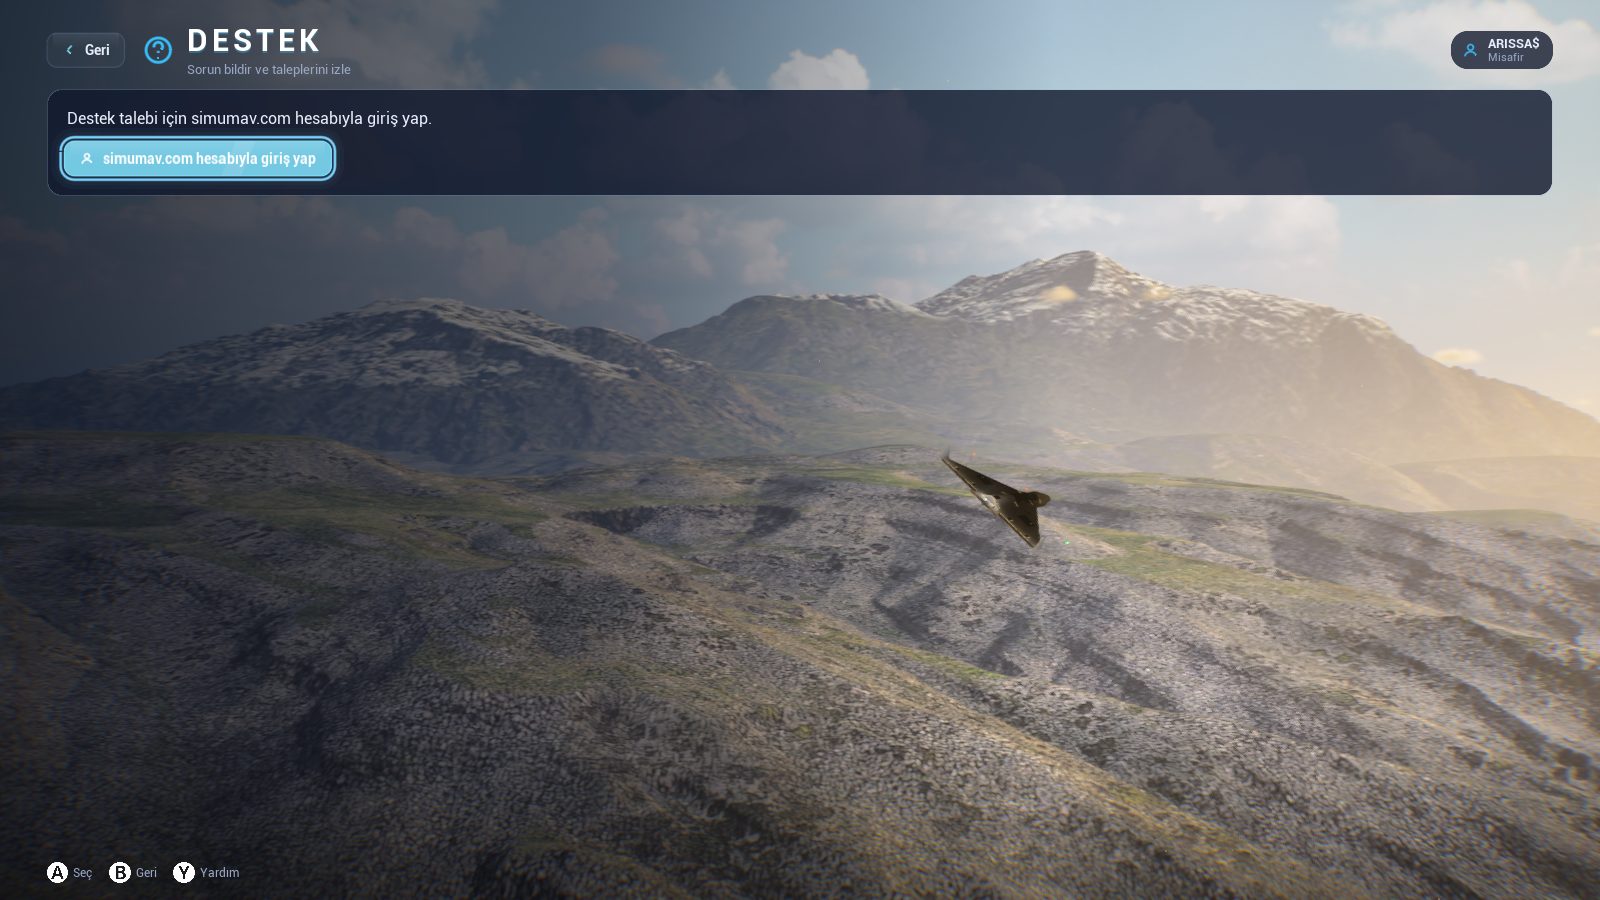 Geri
DESTEK
Sorun bildir ve taleplerini izle
ARISSA$
Misafir
Destek talebi için simumav.com hesabıyla giriş yap.
simumav.com hesabıyla giriş yap
A Seç B Geri Y Yardım